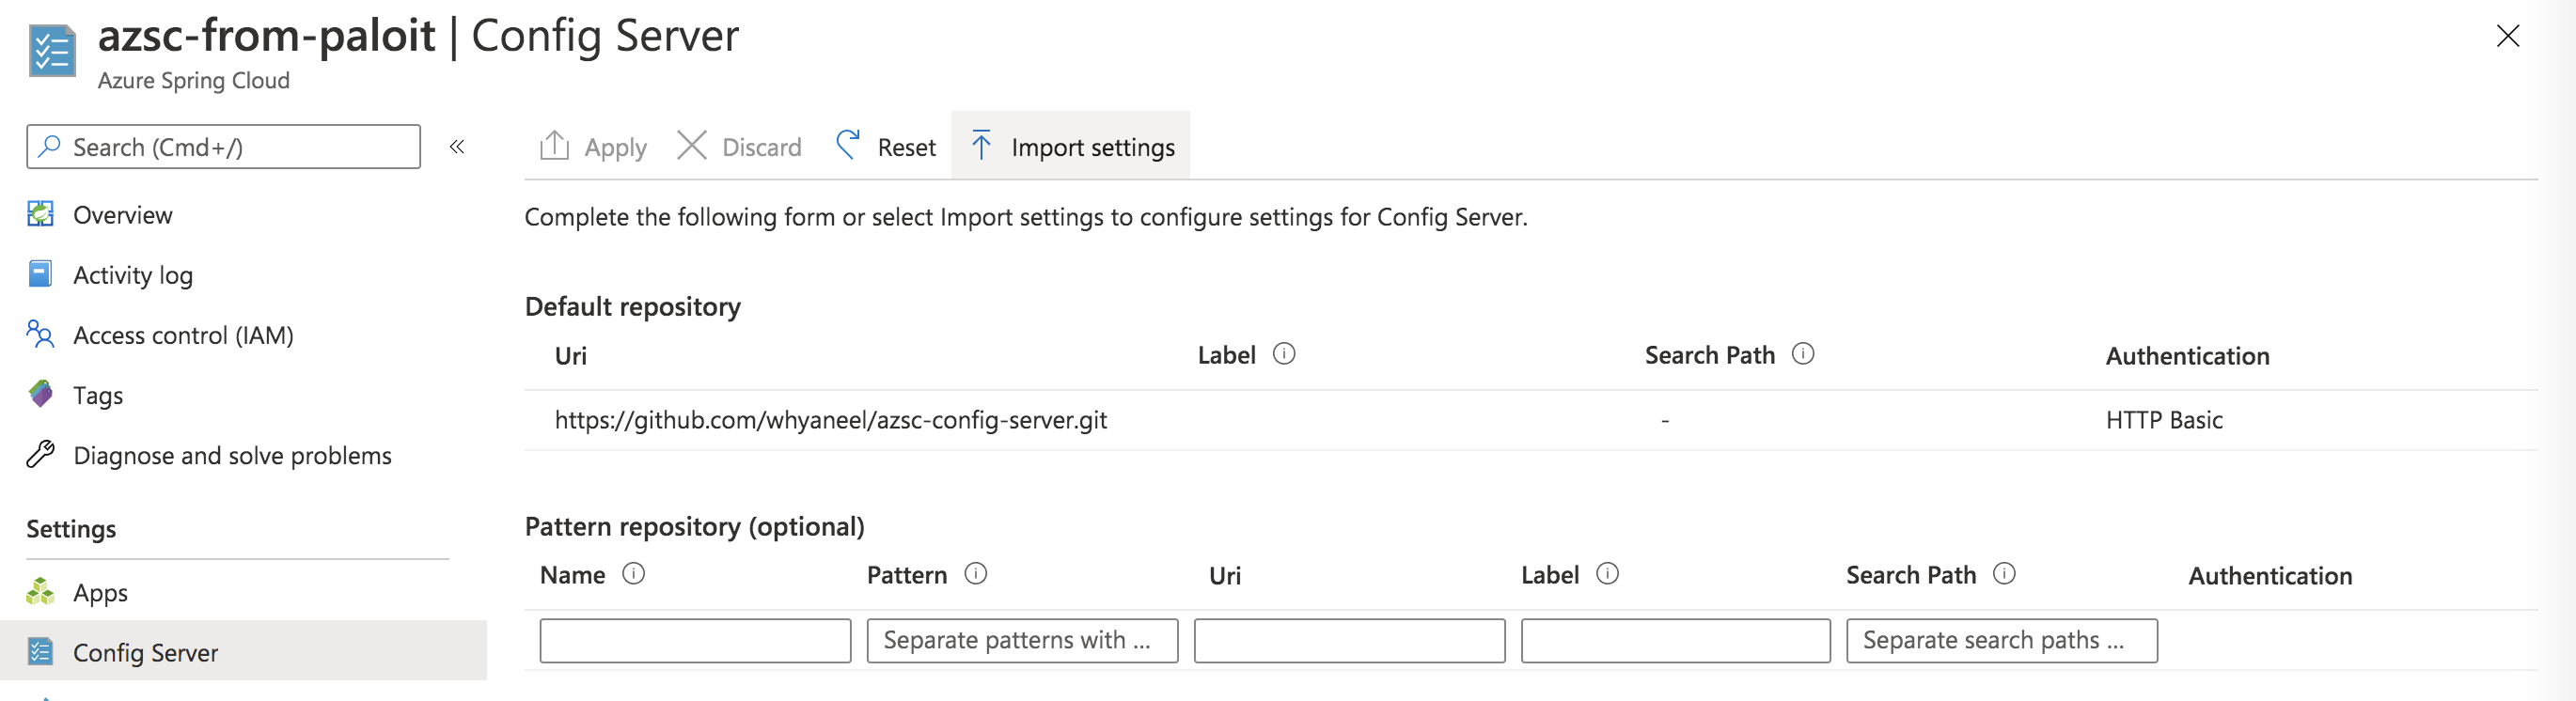 azsc-from-paloit | Config Server
Azure Spring Cloud
Search (Cmd+/)
«
Apply
Discard
Reset
Import settings
Overview
Activity log
Access control (IAM)
Tags
Diagnose and solve problems
Settings
Apps
Config Server
Complete the following form or select Import settings to configure settings for Config Server.
Default repository
Uri Label Search Path Authentication
https://github.com/whyaneel/azsc-config-server.git - HTTP Basic
Pattern repository (optional)
Name Pattern Uri Label Search Path Authentication
Separate patterns with ... Separate search paths ...